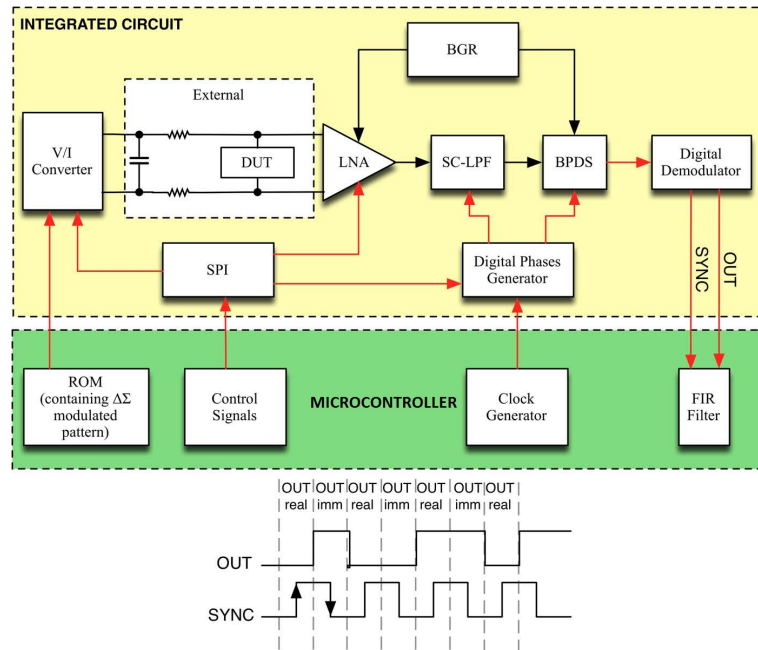 INTEGRATED CIRCUIT
BGR
External
V/I
Converter
DUT
LNA
SC-LPF
BPDS
Digital
Demodulator
SPI
Digital Phases
Generator
SYNC
OUT
ROM
(containing ΔΣ
modulated
pattern)
Control
Signals
MICROCONTROLLER
Clock
Generator
FIR
Filter
OUT OUT OUT OUT OUT OUT OUT
real imm real imm real imm real
OUT
SYNC